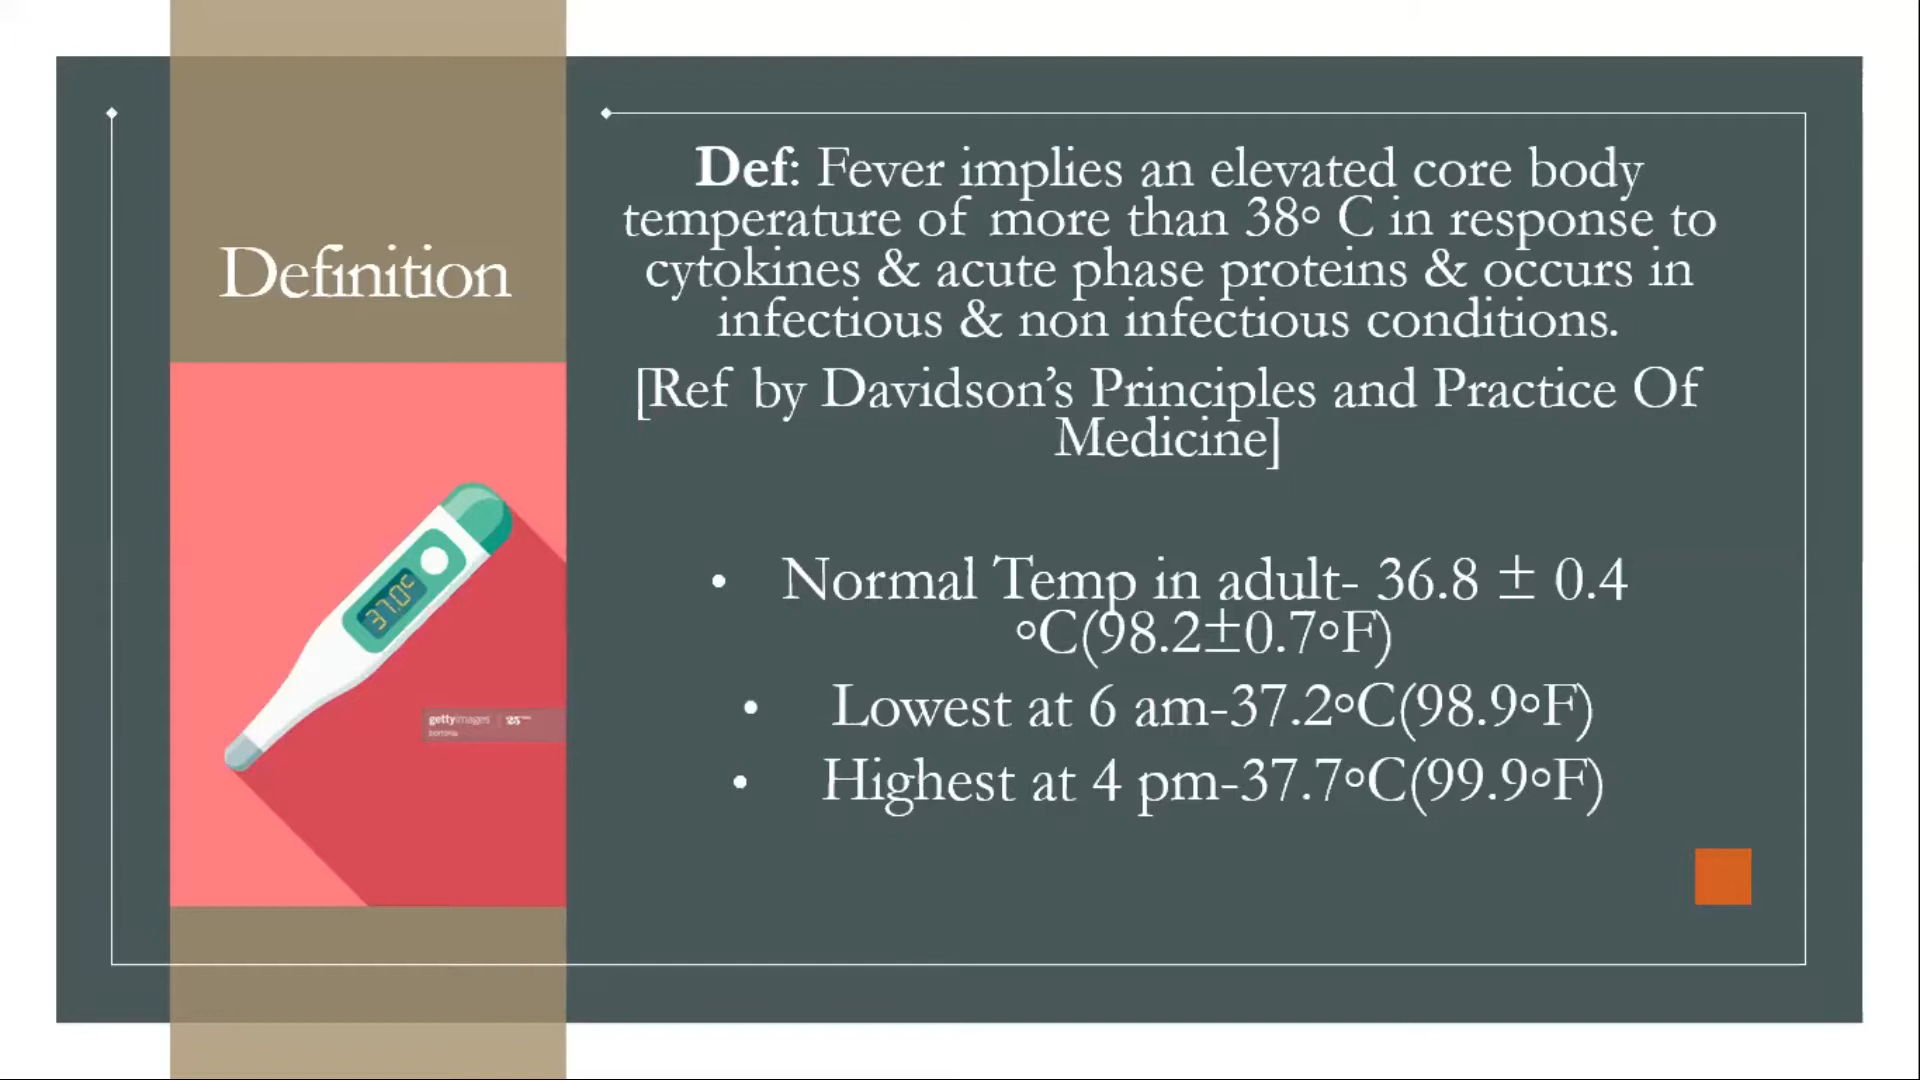 Definition
Def: Fever implies an elevated core body
temperature of more than 38∘ C in response to
cytokines & acute phase proteins & occurs in
infectious & non infectious conditions.
[Ref by Davidson’s Principles and Practice Of
Medicine]
• Normal Temp in adult- 36.8 ± 0.4
∘C(98.2±0.7∘F)
• Lowest at 6 am-37.2∘C(98.9∘F)
• Highest at 4 pm-37.7∘C(99.9∘F)
37.0°C
gettyimages